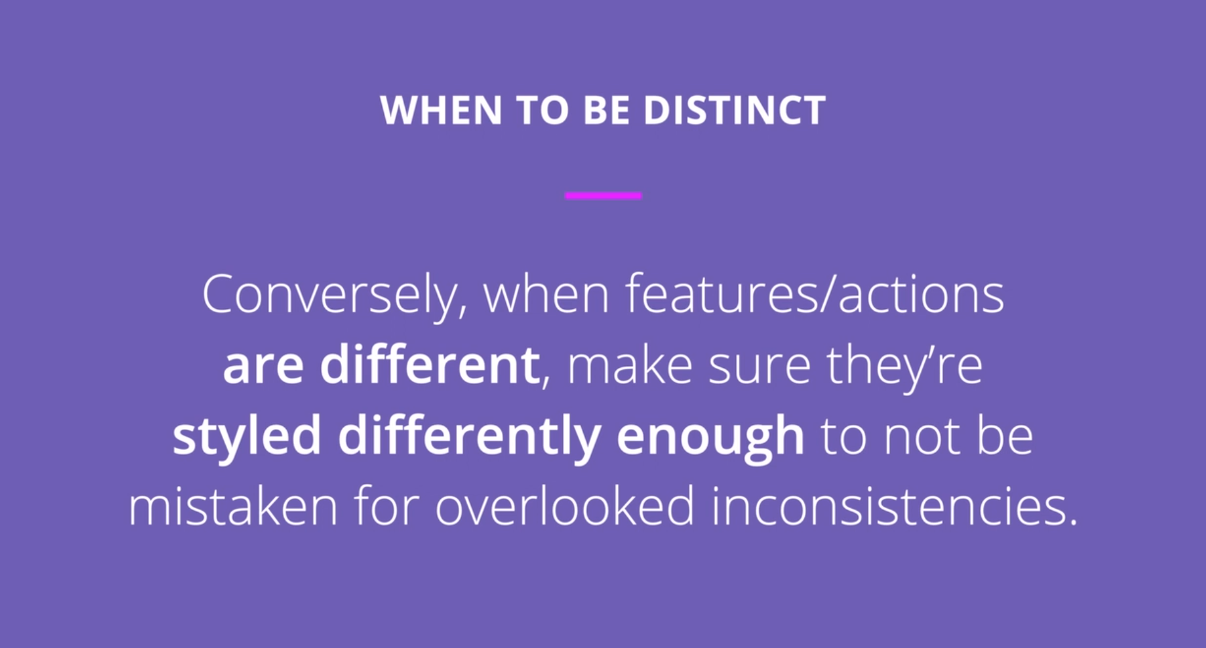 WHEN TO BE DISTINCT
Conversely, when features/actions
are different, make sure they’re
styled differently enough to not be
mistaken for overlooked inconsistencies.